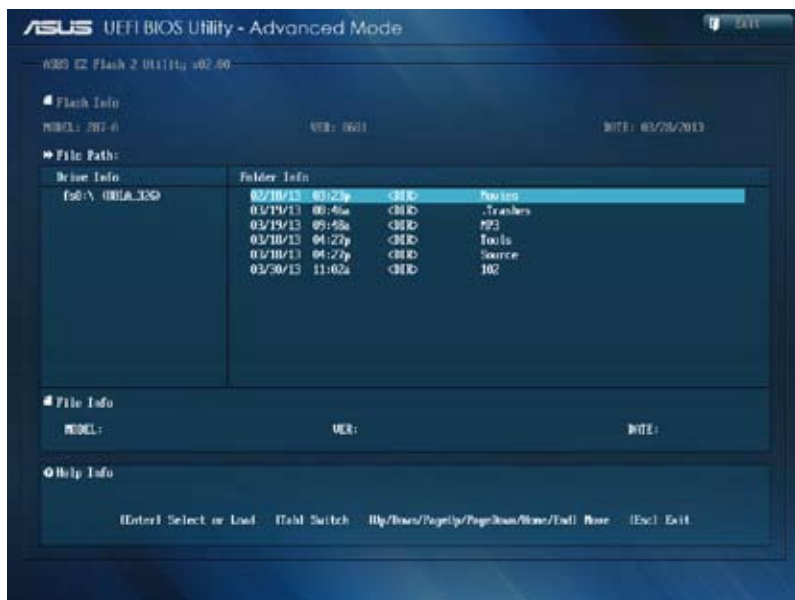 ASUS UEFI BIOS Utility - Advanced Mode
Exit
ASUS EZ Flash 2 Utility v02.00
Flash Info
MODEL: Z87-A VER: 0601 DATE: 03/28/2013
File Path:
Drive Info Folder Info
fs0:\
02/18/13 03:23p <DIR> Movies
03/19/13 08:46a <DIR> .Trashes
03/19/13 09:48a <DIR> MP3
03/18/13 04:27p <DIR> Tools
03/18/13 04:27p <DIR> Source
03/30/13 11:02a <DIR> 102
File Info
MODEL: VER: DATE:
Help Info
[Enter] Select or Load [Tab] Switch [Up/Down/PageUp/PageDown/Home/End] Move [Esc] Exit